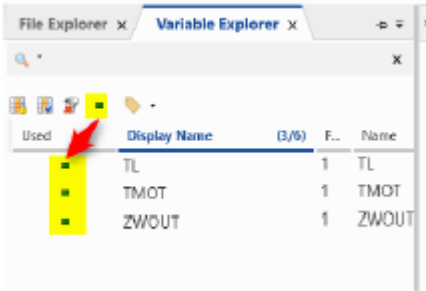 File Explorer x Variable Explorer x
*
x
Used Display Name (3/6) F... Name
TL 1 TL
TMOT 1 TMOT
ZWOUT 1 ZWOUT